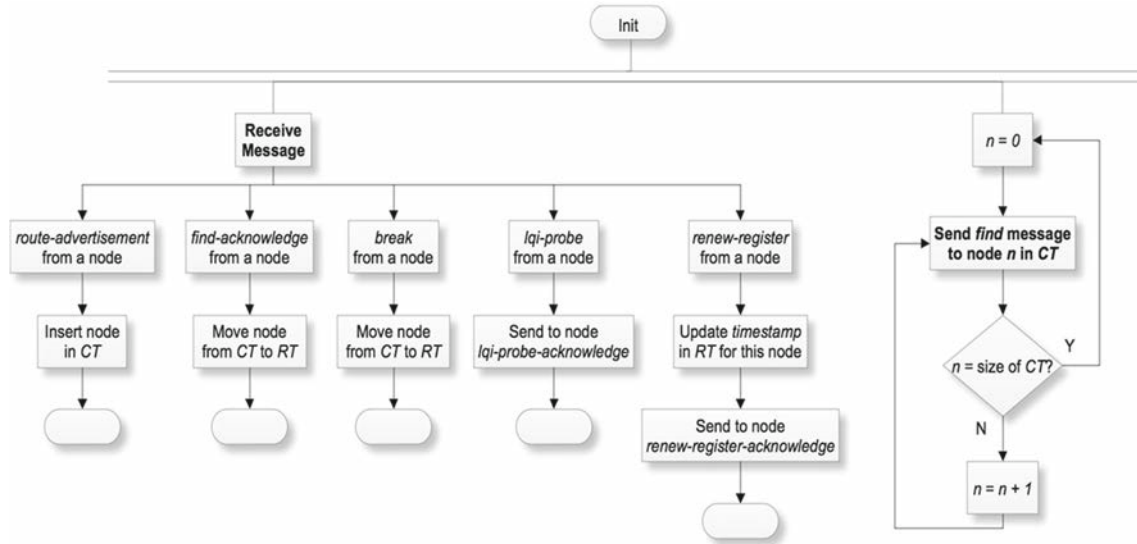 Init
Receive
Message
n = 0
route-advertisement
from a node
find-acknowledge
from a node
break
from a node
lqi-probe
from a node
renew-register
from a node
Send find message
to node n in CT
Insert node
in CT
Move node
from CT to RT
Move node
from CT to RT
Send to node
lqi-probe-acknowledge
Update timestamp
in RT for this node
n = size of CT?
Y
Send to node
renew-register-acknowledge
N
n = n + 1